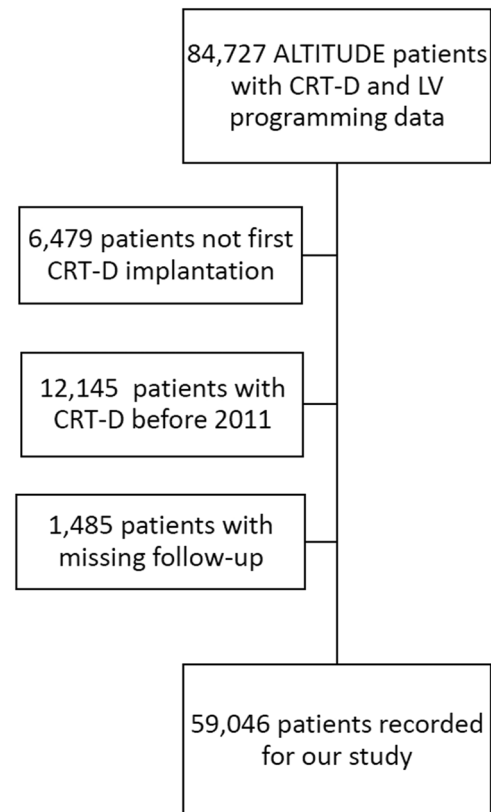 84,727 ALTITUDE patients
with CRT-D and LV
programming data
6,479 patients not first
CRT-D implantation
12,145 patients with
CRT-D before 2011
1,485 patients with
missing follow-up
59,046 patients recorded
for our study